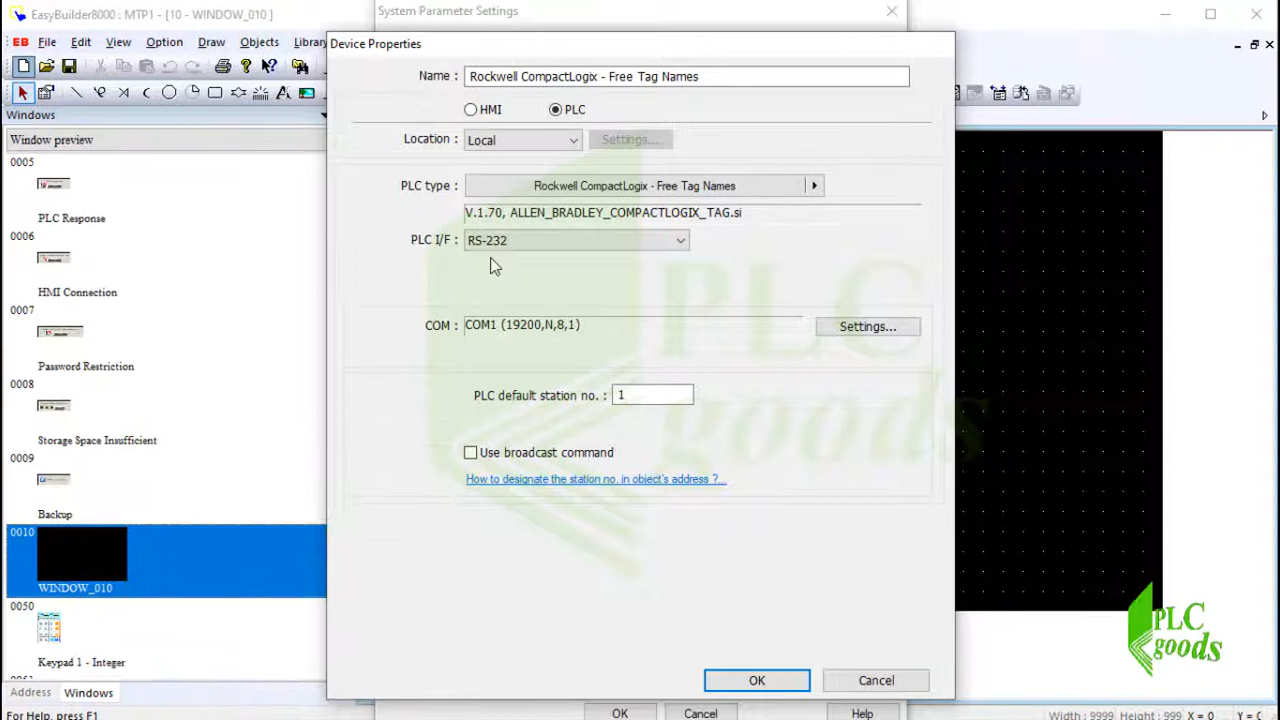 EasyBuilder8000 : MTP1 - [10 - WINDOW_010 ]
System Parameter Settings
EB File Edit View Option Draw Objects Library
Device Properties
Name : Rockwell CompactLogix - Free Tag Names
HMI PLC
Windows
Location : Local Settings...
Window preview
0005
PLC type : Rockwell CompactLogix - Free Tag Names
V.1.70, ALLEN_BRADLEY_COMPACTLOGIX_TAG.si
PLC Response
0006
PLC I/F : RS-232
HMI Connection
0007
COM : COM1 (19200,N,8,1) Settings...
Password Restriction
0008
PLC default station no. : 1
Storage Space Insufficient
0009
Use broadcast command
How to designate the station no. in object's address ?...
Backup
0010
WINDOW_010
0050
Keypad 1 - Integer
OK Cancel
Address Windows
OK Cancel Help
For Help, press F1
Width : 9999 Height : 999 X = 0
PLC
goods
PLC
goods